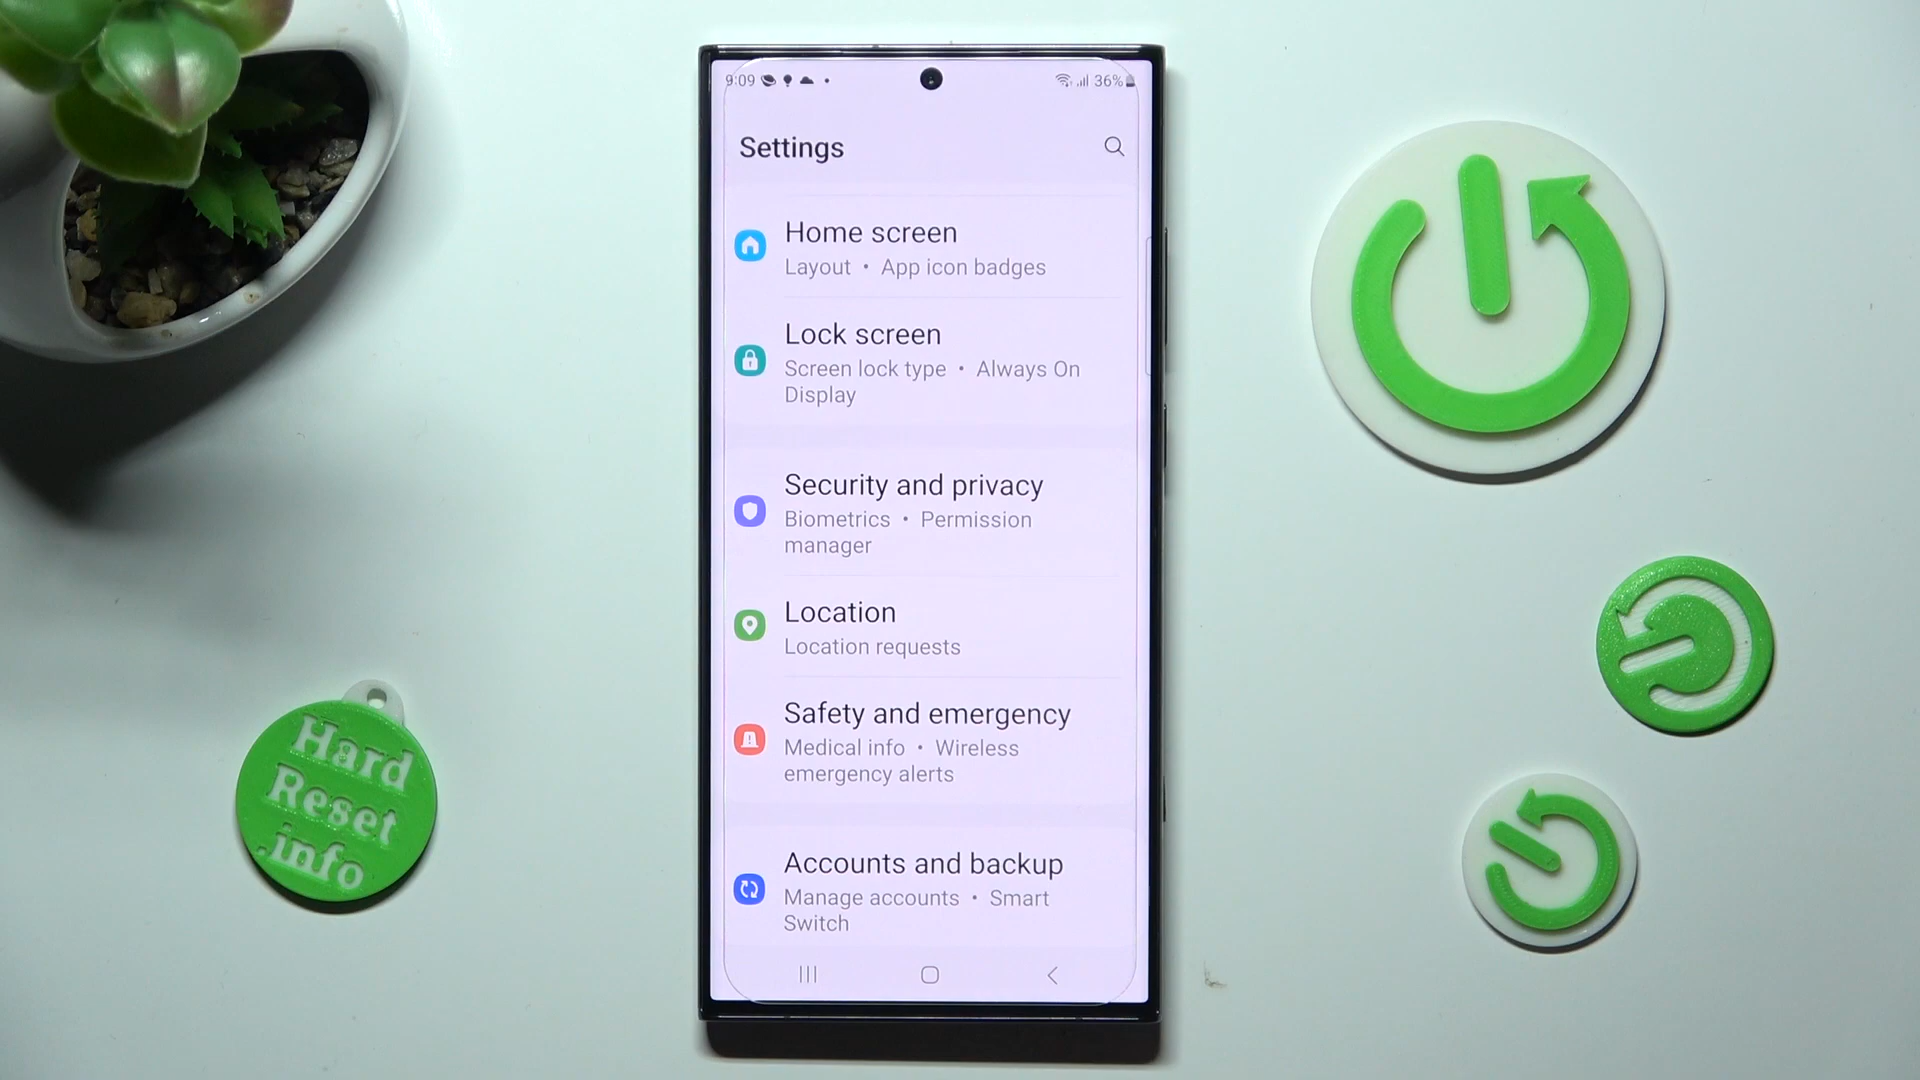 9:09
36%
Settings
Home screen
Layout • App icon badges
Lock screen
Screen lock type • Always On
Display
Security and privacy
Biometrics • Permission
manager
Location
Location requests
Safety and emergency
Medical info • Wireless
emergency alerts
Accounts and backup
Manage accounts • Smart
Switch
Hard
Reset
.info